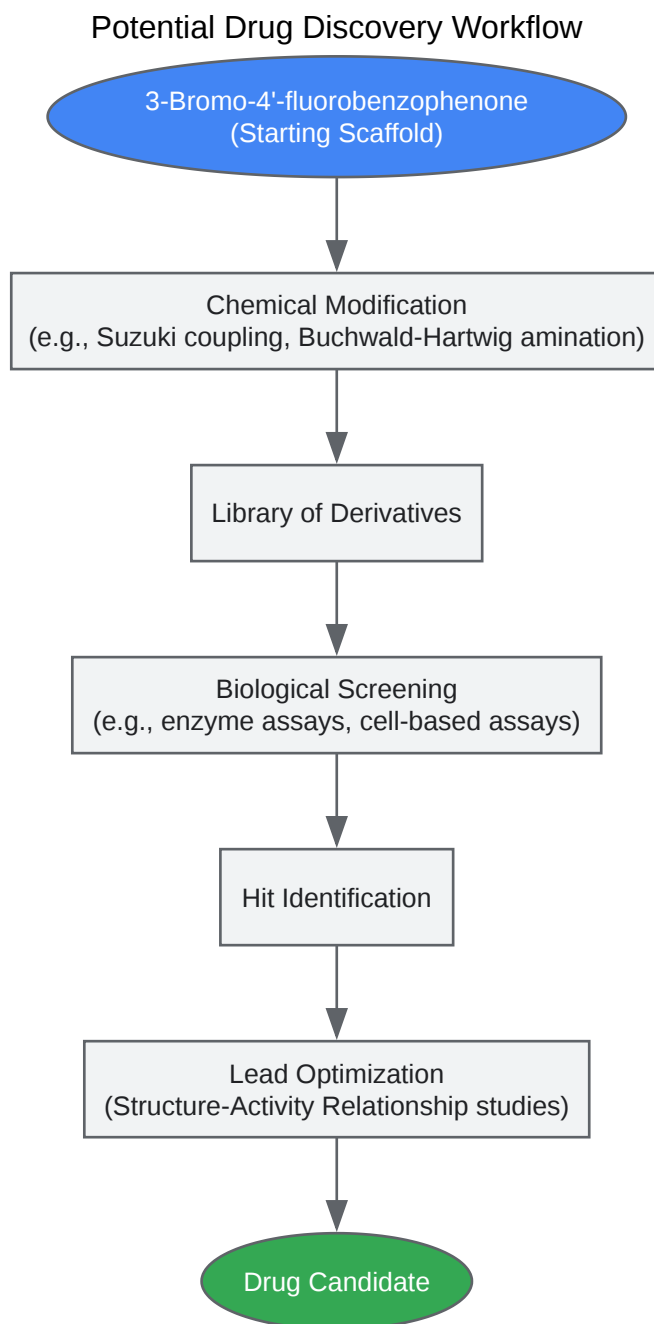 Potential Drug Discovery Workflow
3-Bromo-4'-fluorobenzophenone
(Starting Scaffold)
Chemical Modification
(e.g., Suzuki coupling, Buchwald-Hartwig amination)
Library of Derivatives
Biological Screening
(e.g., enzyme assays, cell-based assays)
Hit Identification
Lead Optimization
(Structure-Activity Relationship studies)
Drug Candidate